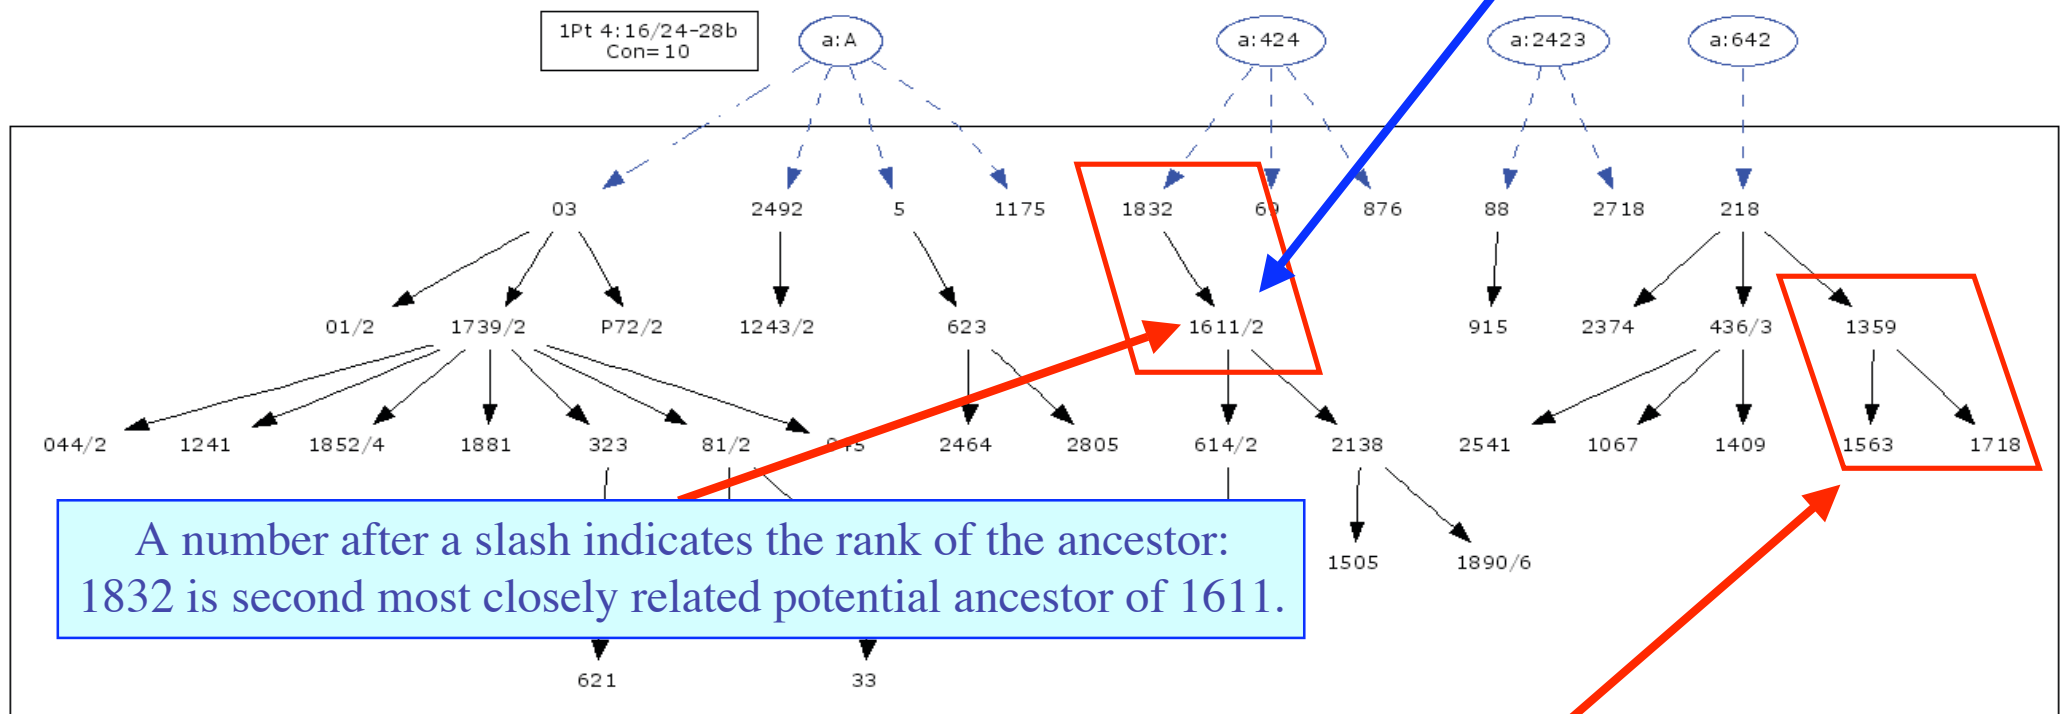 1Pt 4:16/24-28b
Con=10
a:A a:424 a:2423 a:642
03 2492 5 1175 1832 69 876 88 2718 218
01/2 1739/2 P72/2 1243/2 623 1611/2 915 2374 436/3 1359
044/2 1241 1852/4 1881 323 81/2 945 2464 2805 614/2 2138 2541 1067 1409 1563 1718
A number after a slash indicates the rank of the ancestor:
1832 is second most closely related potential ancestor of 1611.
1505 1890/6
621 33